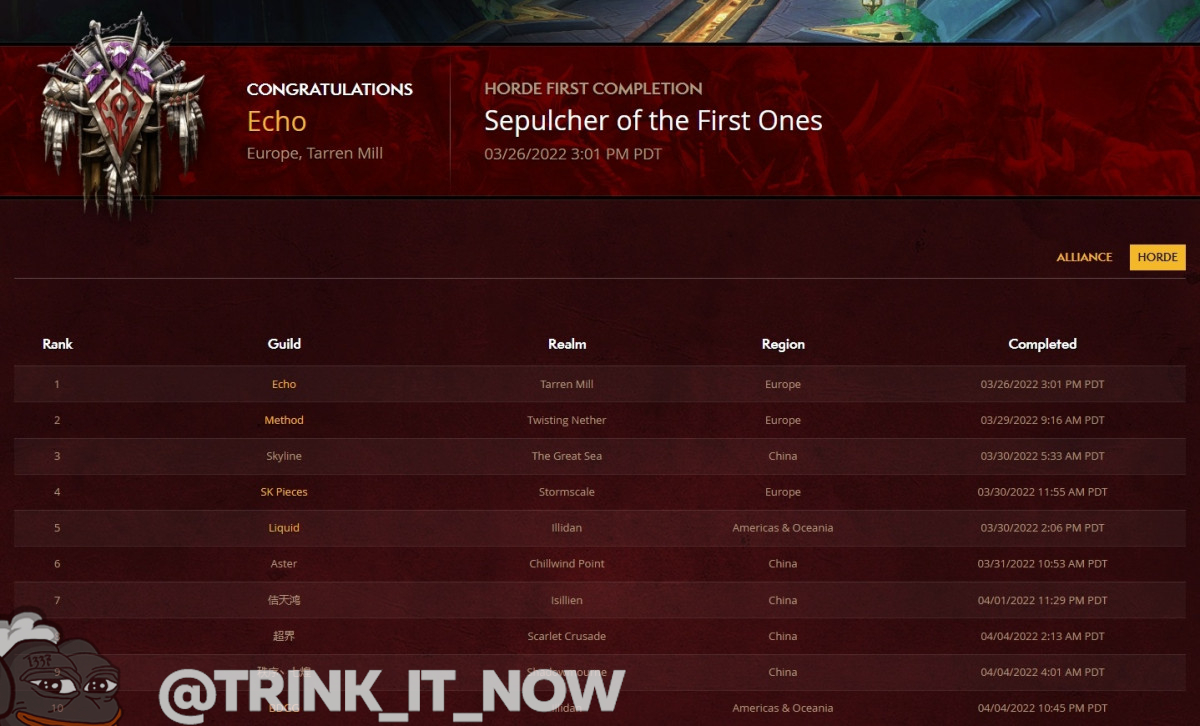 CONGRATULATIONS
Echo
Europe, Tarren Mill
HORDE FIRST COMPLETION
Sepulcher of the First Ones
03/26/2022 3:01 PM PDT
ALLIANCE HORDE
Rank Guild Realm Region Completed
1 Echo Tarren Mill Europe 03/26/2022 3:01 PM PDT
2 Method Twisting Nether Europe 03/29/2022 9:16 AM PDT
3 Skyline The Great Sea China 03/30/2022 5:33 AM PDT
4 SK Pieces Stormscale Europe 03/30/2022 11:55 AM PDT
5 Liquid Illidan Americas & Oceania 03/30/2022 2:06 PM PDT
6 Aster Chillwind Point China 03/31/2022 10:53 AM PDT
7 信天鸿 Isillien China 04/01/2022 11:29 PM PDT
8 超界 Scarlet Crusade China 04/04/2022 2:13 AM PDT
9 China 04/04/2022 4:01 AM PDT
10 BDGG Illidan Americas & Oceania 04/04/2022 10:45 PM PDT
1337
@TRINK_IT_NOW